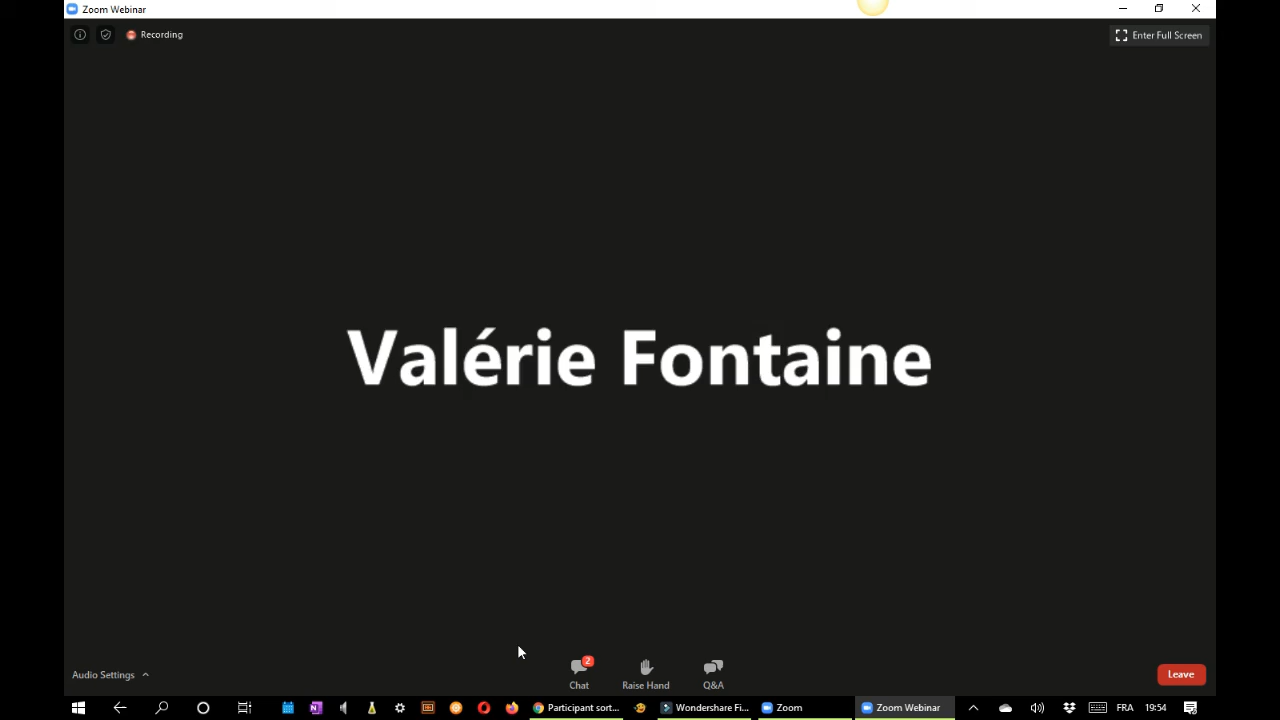 Zoom Webinar
Recording
Enter Full Screen
Valérie Fontaine
Audio Settings
2
Chat
Raise Hand
Q&A
Leave
Participant sort... Wondershare Fi... Zoom Zoom Webinar FRA 19:54